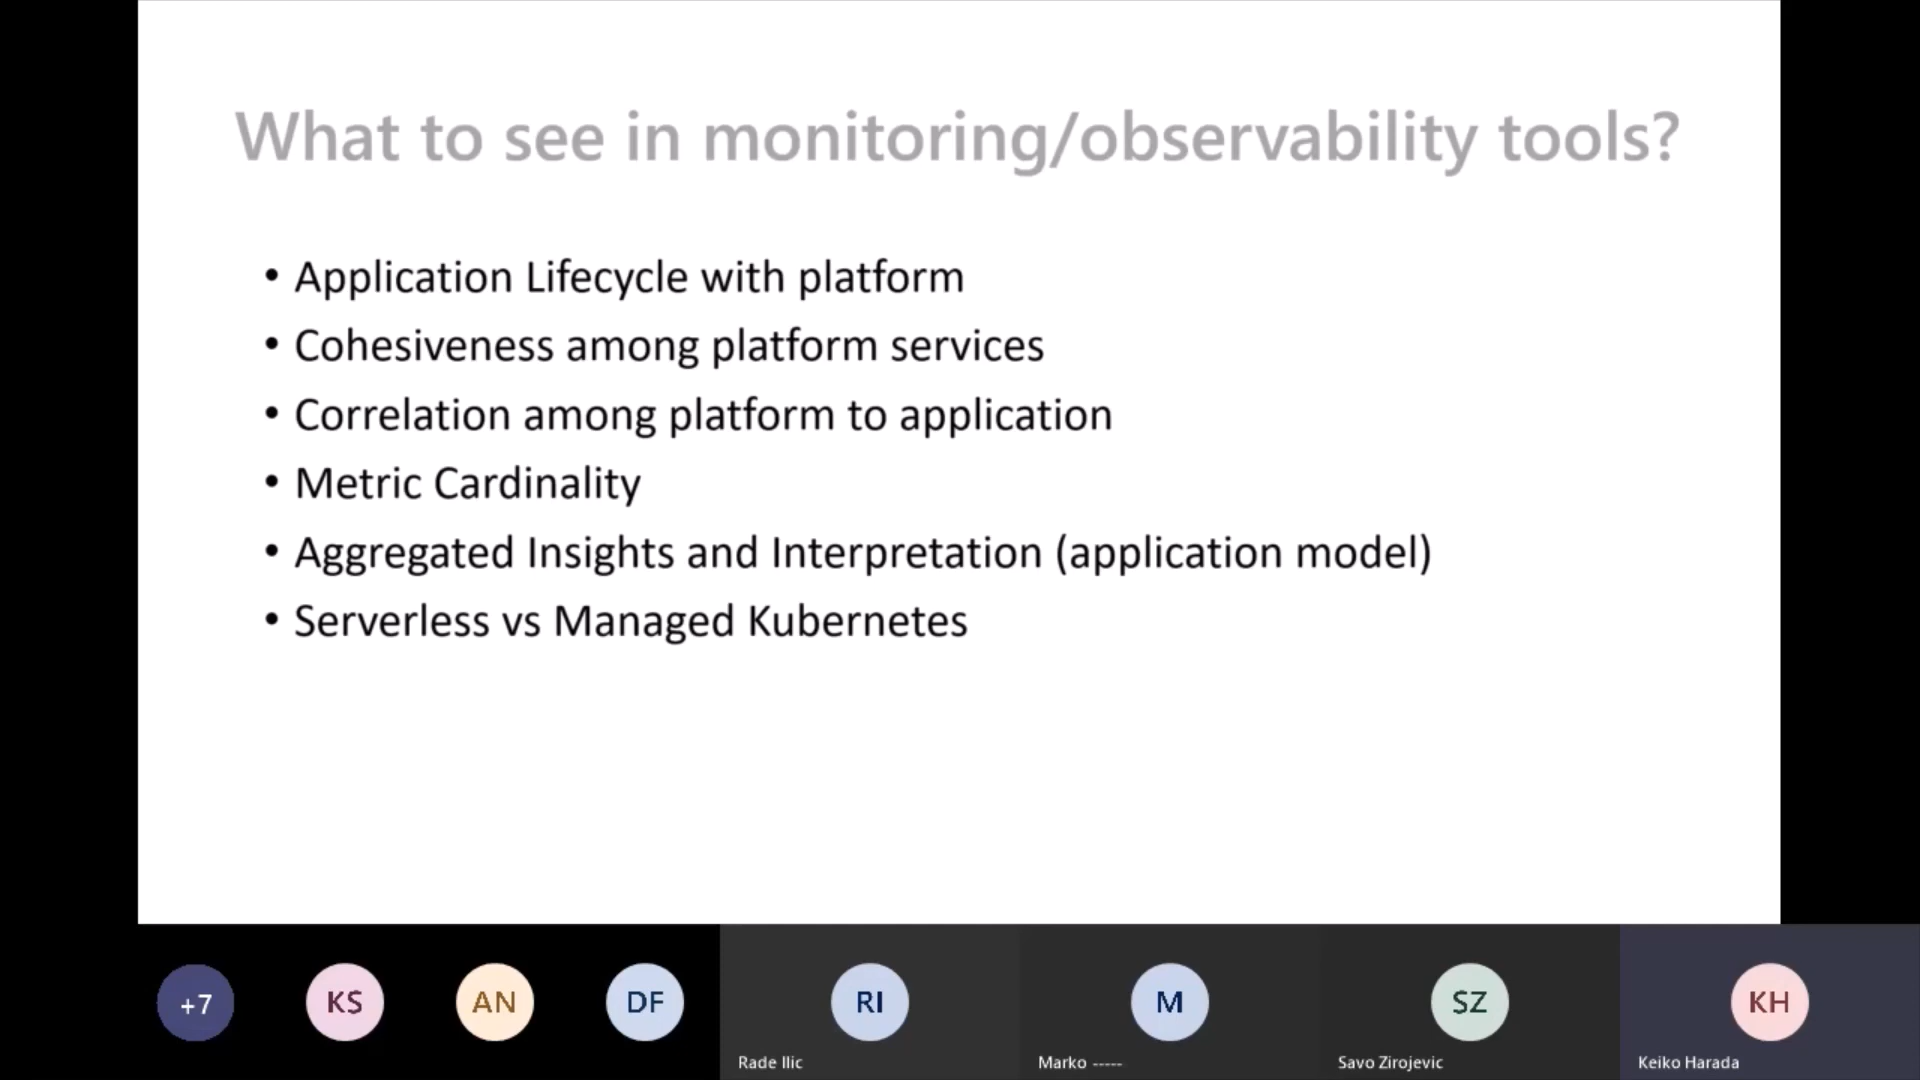 What to see in monitoring/observability tools?
• Application Lifecycle with platform
• Cohesiveness among platform services
• Correlation among platform to application
• Metric Cardinality
• Aggregated Insights and Interpretation (application model)
• Serverless vs Managed Kubernetes
+7
KS
AN
DF
RI
M
SZ
KH
Rade Ilic
Marko -----
Savo Zirojevic
Keiko Harada